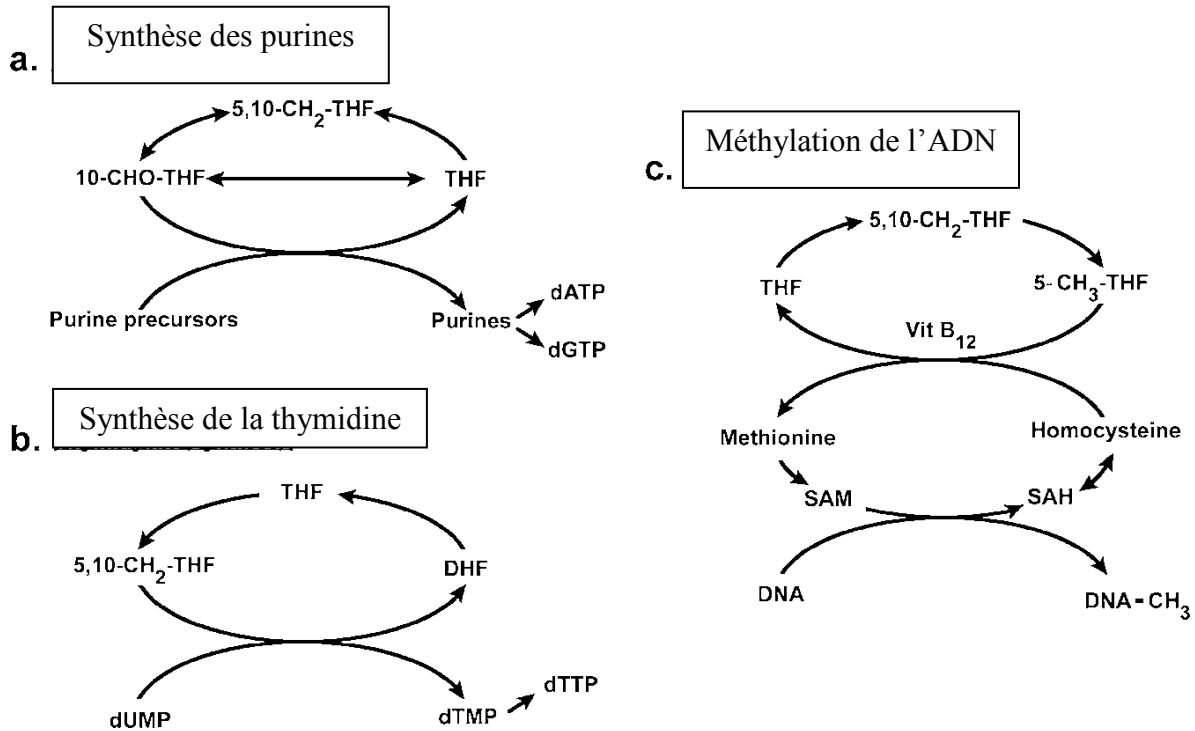 a. Synthèse des purines
5,10-CH₂-THF
10-CHO-THF THF
Purine precursors Purines
dATP
dGTP
b. Synthèse de la thymidine
THF
5,10-CH₂-THF DHF
dUMP dTMP dTTP
c. Méthylation de l’ADN
5,10-CH₂-THF
THF 5-CH₃-THF
Vit B₁₂
Methionine Homocysteine
SAM SAH
DNA DNA-CH₃